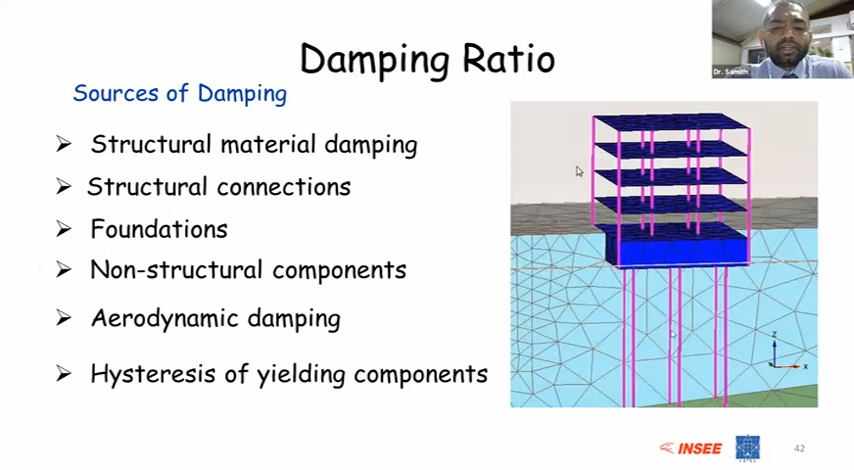 Damping Ratio
Dr. Samith
Sources of Damping
Structural material damping
Structural connections
Foundations
Non-structural components
Aerodynamic damping
Hysteresis of yielding components
Z
X
INSEE
42